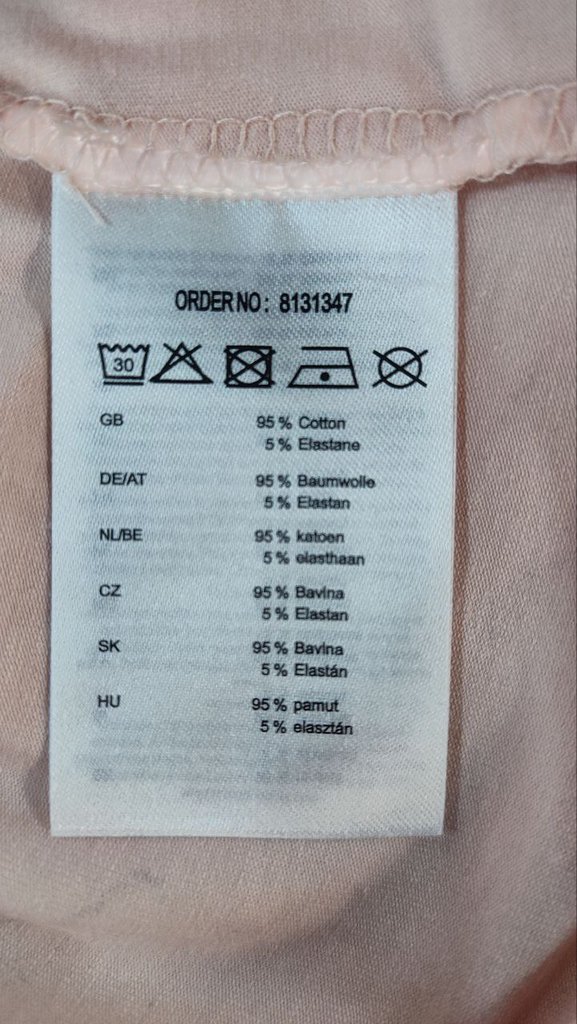 ORDER NO: 8131347
30
GB 95 % Cotton
5 % Elastane
DE/AT 95 % Baumwolle
5 % Elastan
NL/BE 95 % katoen
5 % elasthaan
CZ 95 % Bavlna
5 % Elastan
SK 95 % Bavlna
5 % Elastán
HU 95 % pamut
5 % elasztán